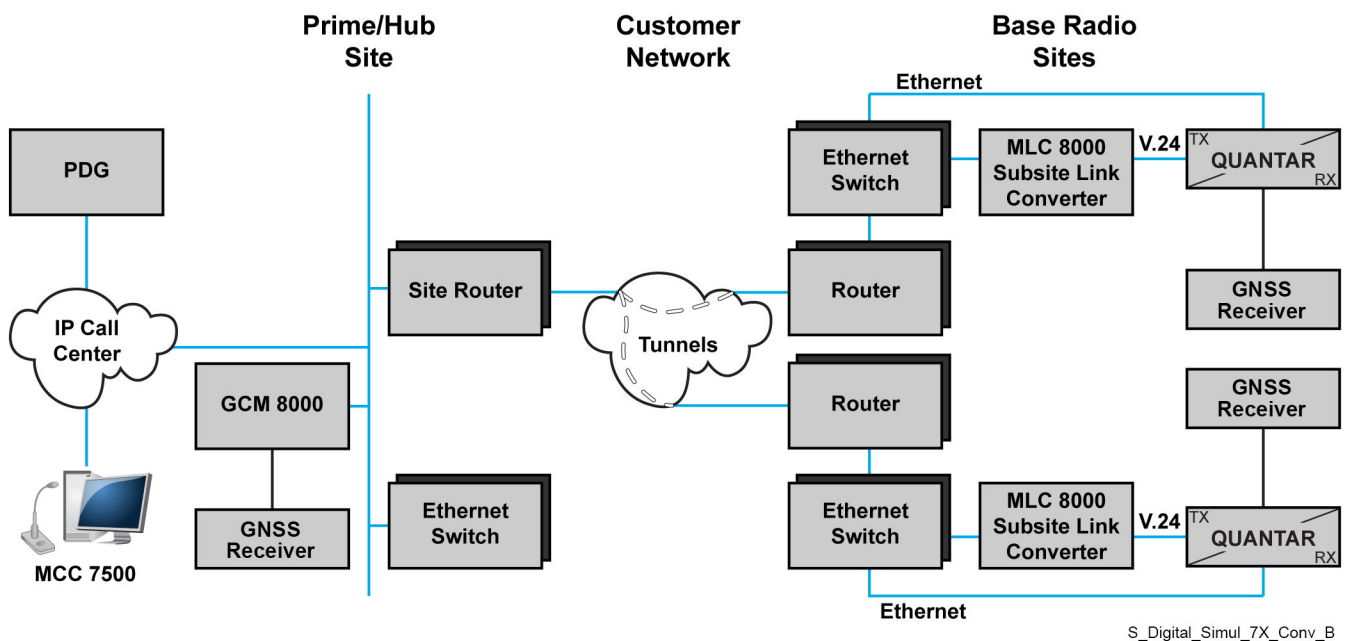 Prime/Hub
Site
Customer
Network
Base Radio
Sites
Ethernet
PDG
Ethernet
Switch
MLC 8000
Subsite Link
Converter
V.24
TX
QUANTAR
RX
Site Router
Router
GNSS
Receiver
IP Call
Center
Tunnels
GCM 8000
Router
GNSS
Receiver
GNSS
Receiver
Ethernet
Switch
Ethernet
Switch
MLC 8000
Subsite Link
Converter
V.24
TX
QUANTAR
RX
MCC 7500
Ethernet
S_Digital_Simul_7X_Conv_B